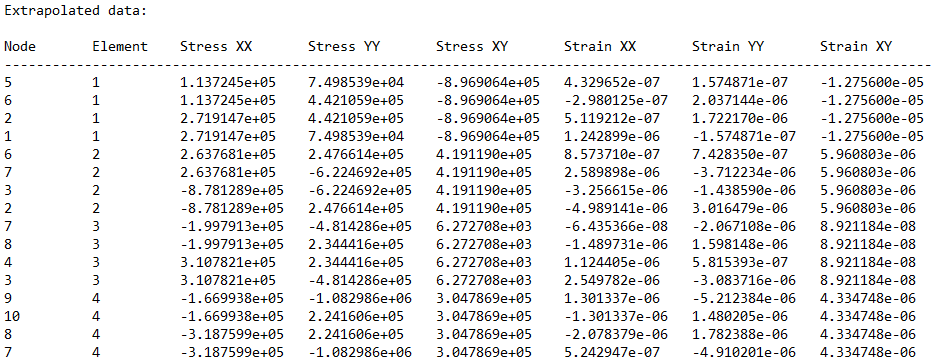 Extrapolated data:
Node Element Stress XX Stress YY Stress XY Strain XX Strain YY Strain XY
--------------------------------------------------------------------------------------------------------------------
5 1 1.137245e+05 7.498539e+04 -8.969064e+05 4.329652e-07 1.574871e-07 -1.275600e-05
6 1 1.137245e+05 4.421059e+05 -8.969064e+05 -2.980125e-07 2.037144e-06 -1.275600e-05
2 1 2.719147e+05 4.421059e+05 -8.969064e+05 5.119212e-07 1.722170e-06 -1.275600e-05
1 1 2.719147e+05 7.498539e+04 -8.969064e+05 1.242899e-06 -1.574871e-07 -1.275600e-05
6 2 2.637681e+05 2.476614e+05 4.191190e+05 8.573710e-07 7.428350e-07 5.960803e-06
7 2 2.637681e+05 -6.224692e+05 4.191190e+05 2.589898e-06 -3.712234e-06 5.960803e-06
3 2 -8.781289e+05 -6.224692e+05 4.191190e+05 -3.256615e-06 -1.438590e-06 5.960803e-06
2 2 -8.781289e+05 2.476614e+05 4.191190e+05 -4.989141e-06 3.016479e-06 5.960803e-06
7 3 -1.997913e+05 -4.814286e+05 6.272708e+03 -6.435366e-08 -2.067108e-06 8.921184e-08
8 3 -1.997913e+05 2.344416e+05 6.272708e+03 -1.489731e-06 1.598148e-06 8.921184e-08
4 3 3.107821e+05 2.344416e+05 6.272708e+03 1.124405e-06 5.815393e-07 8.921184e-08
3 3 3.107821e+05 -4.814286e+05 6.272708e+03 2.549782e-06 -3.083716e-06 8.921184e-08
9 4 -1.669938e+05 -1.082986e+06 3.047869e+05 1.301337e-06 -5.212384e-06 4.334748e-06
10 4 -1.669938e+05 2.241606e+05 3.047869e+05 -1.301337e-06 1.480205e-06 4.334748e-06
8 4 -3.187599e+05 2.241606e+05 3.047869e+05 -2.078379e-06 1.782388e-06 4.334748e-06
7 4 -3.187599e+05 -1.082986e+06 3.047869e+05 5.242947e-07 -4.910201e-06 4.334748e-06